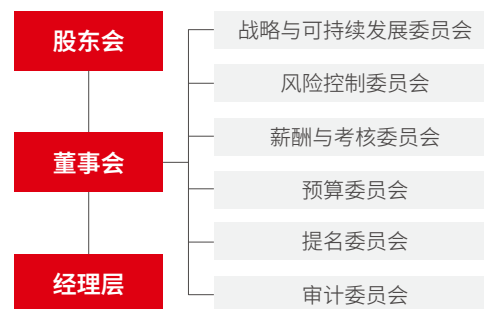 股东会
董事会
经理层
战略与可持续发展委员会
风险控制委员会
薪酬与考核委员会
预算委员会
提名委员会
审计委员会